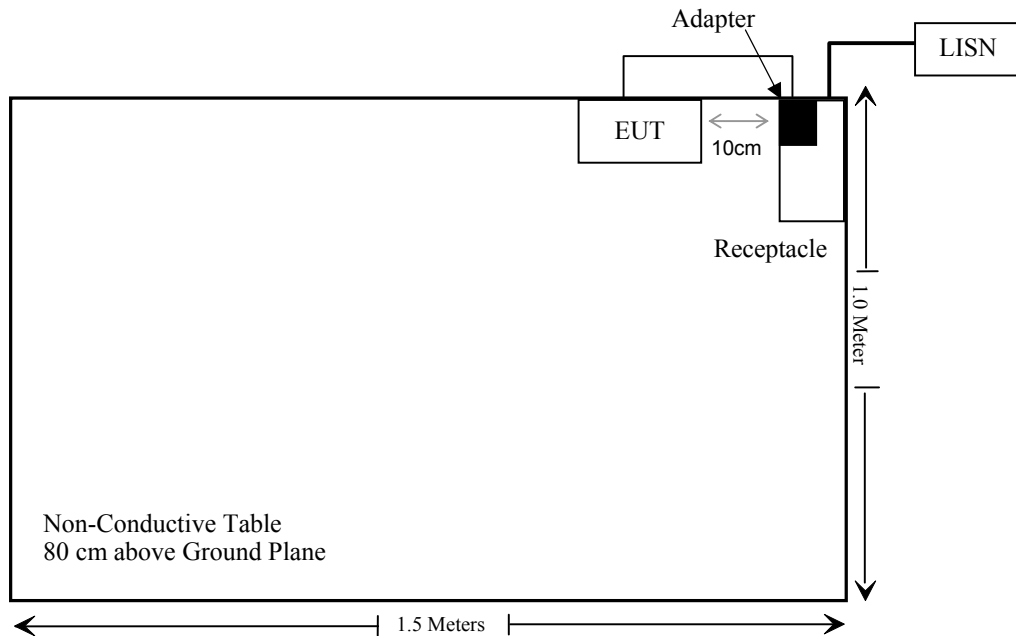 Adapter
LISN
EUT
10cm
Receptacle
1.0 Meter
Non-Conductive Table
80 cm above Ground Plane
1.5 Meters